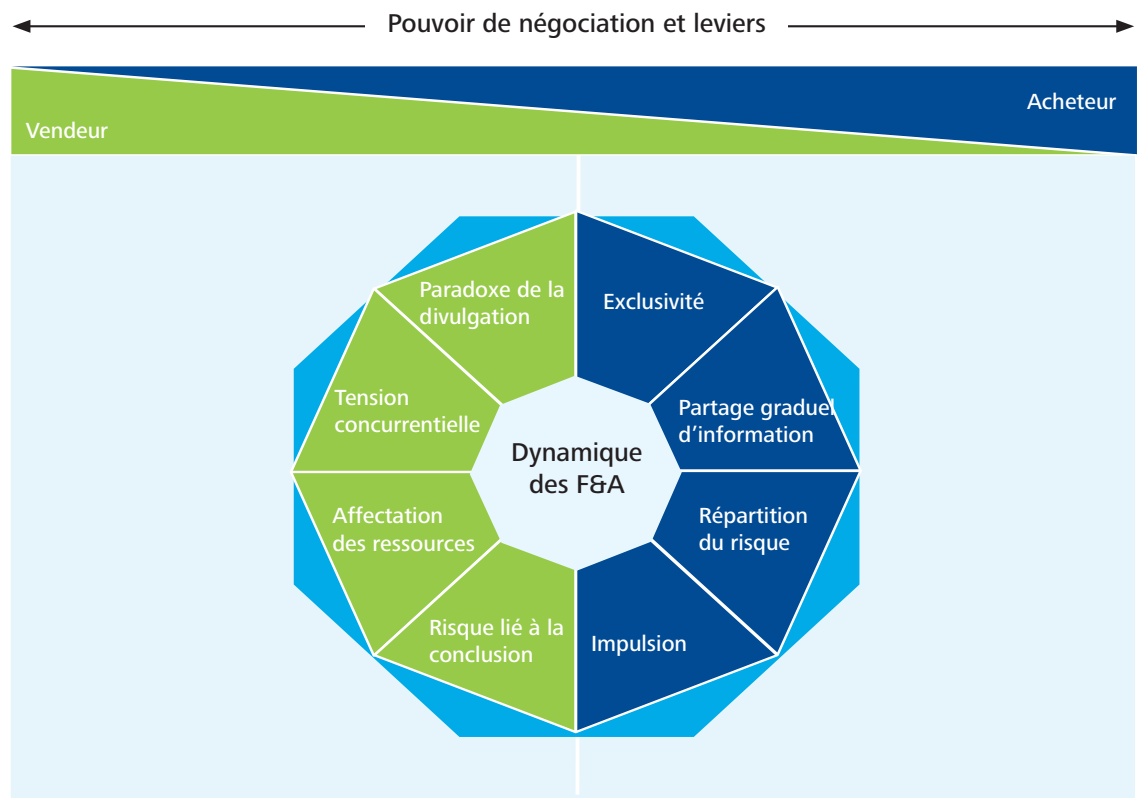 Pouvoir de négociation et leviers
Acheteur
Vendeur
Paradoxe de la
divulgation
Exclusivité
Tension
concurrentielle
Partage graduel
d'information
Dynamique
des F&A
Affectation
des ressources
Répartition
du risque
Risque lié à la
conclusion
Impulsion